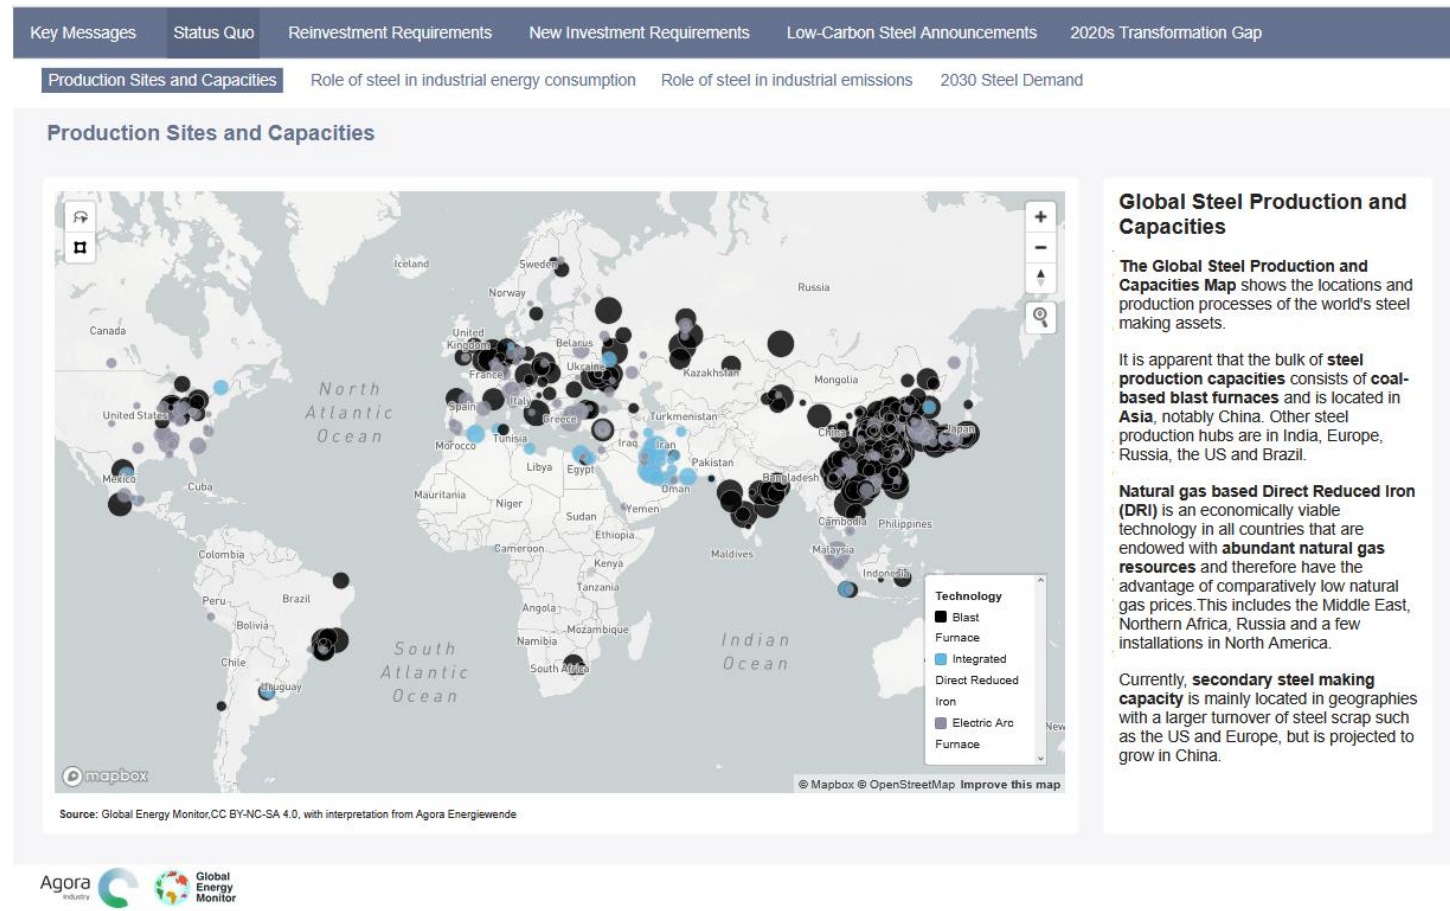 Key Messages
Status Quo
Reinvestment Requirements
New Investment Requirements
Low-Carbon Steel Announcements
2020s Transformation Gap
Production Sites and Capacities
Role of steel in industrial energy consumption
Role of steel in industrial emissions
2030 Steel Demand
Production Sites and Capacities
Iceland
Sweden
Norway
Russia
Canada
United
Kingdom
Belarus
Ukraine
France
Kazakhstan
Mongolia
North
Atlantic
Ocean
United States
Spain
Italy
Greece
Turkmenistan
China
Japan
Morocco
Tunisia
Iraq
Iran
Pakistan
Libya
Egypt
Bangladesh
Mexico
Cuba
Oman
Mauritania
Niger
Sudan
Yemen
Cambodia
Philippines
Ethiopia
Colombia
Cameroon
Kenya
Maldives
Malaysia
Indonesia
Peru
Brazil
Tanzania
Angola
Bolivia
Mozambique
Namibia
South
Atlantic
Ocean
Indian
Ocean
Chile
South Africa
Uruguay
New
Technology
Blast
Furnace
Integrated
Direct Reduced
Iron
Electric Arc
Furnace
mapbox
© Mapbox © OpenStreetMap Improve this map
Source: Global Energy Monitor,CC BY-NC-SA 4.0, with interpretation from Agora Energiewende
Global Steel Production and
Capacities
The Global Steel Production and
Capacities Map shows the locations and
production processes of the world's steel
making assets.
It is apparent that the bulk of steel
production capacities consists of coal-
based blast furnaces and is located in
Asia, notably China. Other steel
production hubs are in India, Europe,
Russia, the US and Brazil.
Natural gas based Direct Reduced Iron
(DRI) is an economically viable
technology in all countries that are
endowed with abundant natural gas
resources and therefore have the
advantage of comparatively low natural
gas prices.This includes the Middle East,
Northern Africa, Russia and a few
installations in North America.
Currently, secondary steel making
capacity is mainly located in geographies
with a larger turnover of steel scrap such
as the US and Europe, but is projected to
grow in China.
Agora
Industry
Global
Energy
Monitor